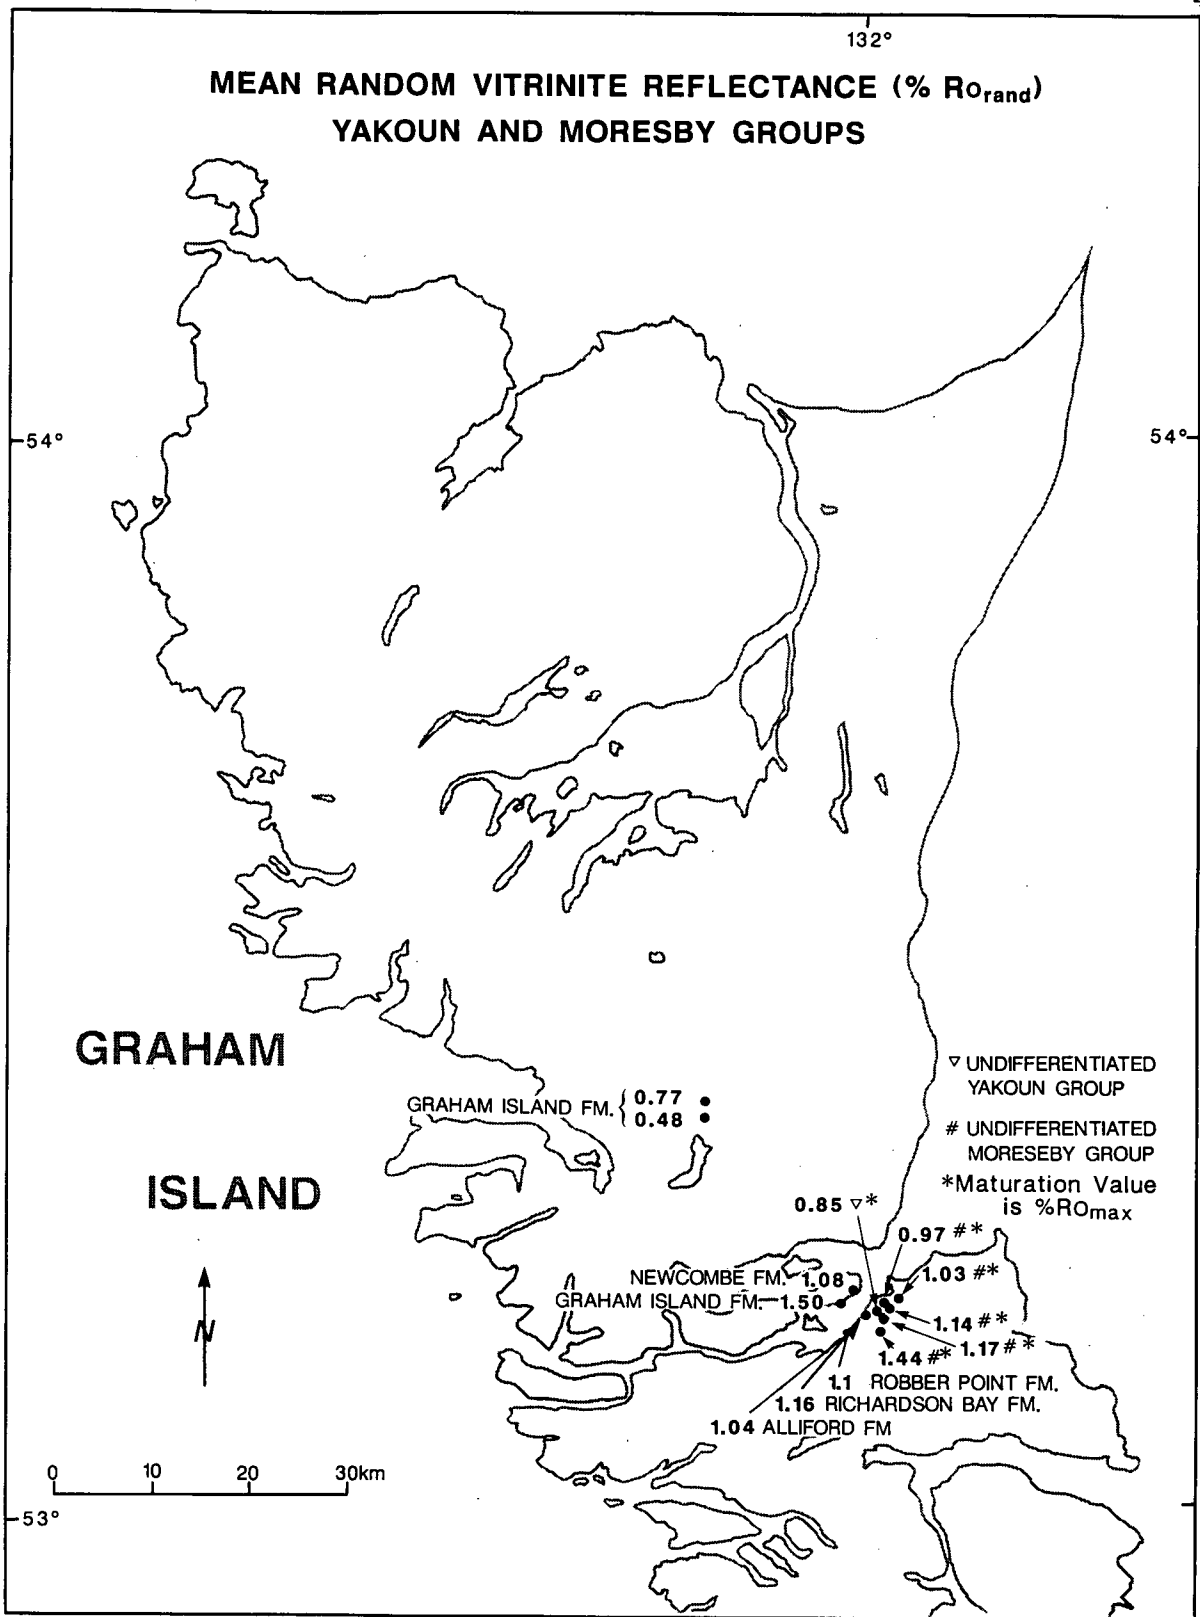 132°
MEAN RANDOM VITRINITE REFLECTANCE (% Rorand)
YAKOUN AND MORESBY GROUPS
54°
54°
GRAHAM
ISLAND
GRAHAM ISLAND FM. { 0.77
0.48
▽ UNDIFFERENTIATED
YAKOUN GROUP
# UNDIFFERENTIATED
MORESEBY GROUP
*Maturation Value
is %ROmax
0.85 ▽*
0.97 #*
NEWCOMBE FM. 1.08
1.03 #*
GRAHAM ISLAND FM. 1.50
1.14 #*
1.17 #*
1.44 #*
1.1 ROBBER POINT FM.
1.16 RICHARDSON BAY FM.
1.04 ALLIFORD FM
N
0 10 20 30km
53°